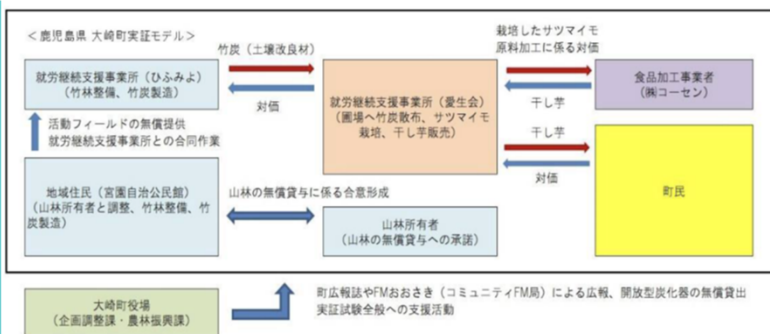 ＜鹿児島県 大崎町実証モデル＞
竹炭（土壌改良材）
栽培したサツマイモ
原料加工に係る対価
就労継続支援事業所（ひふみよ）
（竹林整備、竹炭製造）
対価
就労継続支援事業所（愛生会）
（圃場へ竹炭散布、サツマイモ
栽培、干し芋販売）
干し芋
食品加工事業者
（㈱コーセン）
活動フィールドの無償提供
就労継続支援事業所との合同作業
干し芋
対価
町民
地域住民（宮園自治公民館）
（山林所有者と調整、竹林整備、竹
炭製造）
山林の無償貸与に係る合意形成
山林所有者
（山林の無償貸与への承諾）
大崎町役場
（企画調整課・農林振興課）
町広報誌やFMおおさき（コミュニティFM局）による広報、開放型炭化器の無償貸出
実証試験全般への支援活動